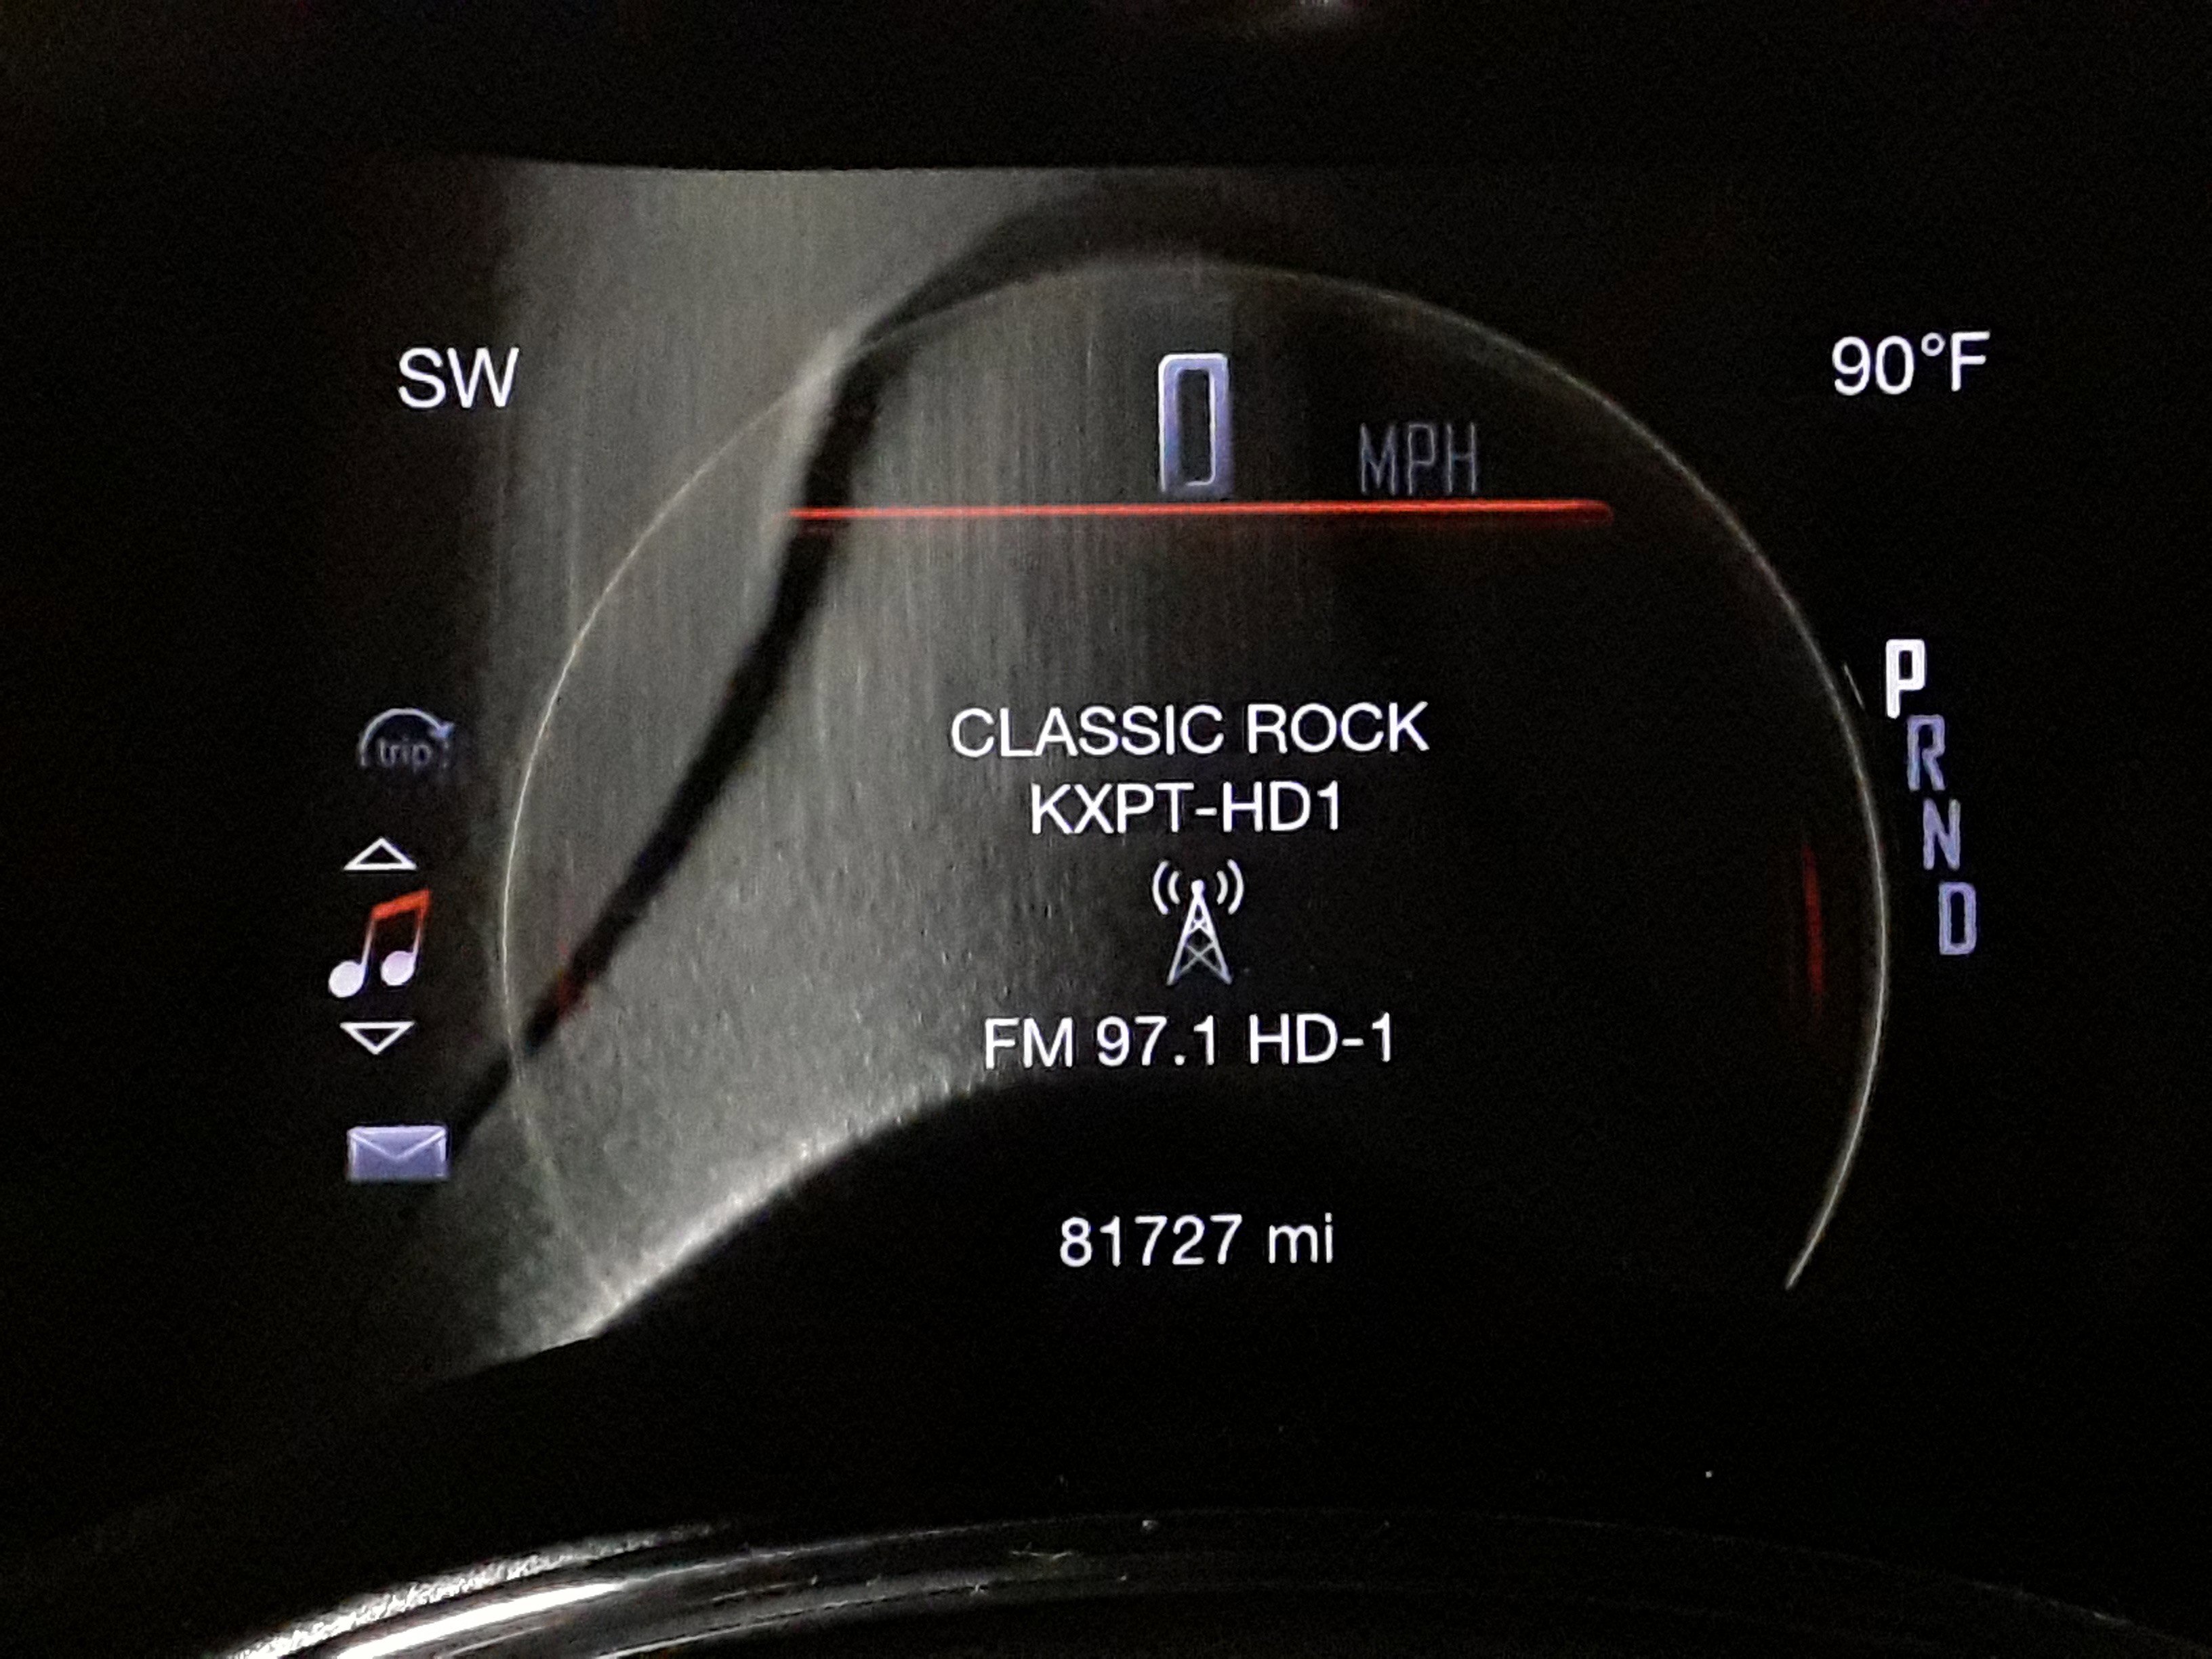 SW
90°F
0 MPH
trip
CLASSIC ROCK
KXPT-HD1
FM 97.1 HD-1
P
R
N
D
81727 mi